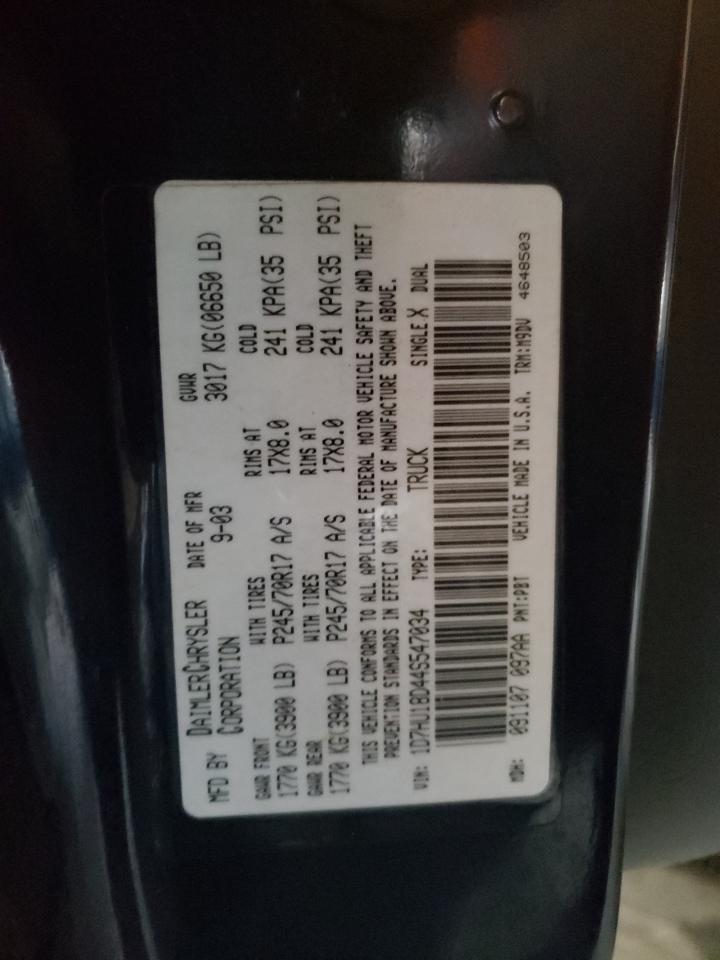 MFD BY DAIMLERCHRYSLER CORPORATION DATE OF MFR 9-03 GVWR 3017 KG(06650 LB)
GAWR FRONT WITH TIRES RIMS AT COLD
1770 KG(3900 LB) P245/70R17 A/S 17X8.0 241 KPA(35 PSI)
GAWR REAR WITH TIRES RIMS AT COLD
1770 KG(3900 LB) P245/70R17 A/S 17X8.0 241 KPA(35 PSI)
THIS VEHICLE CONFORMS TO ALL APPLICABLE FEDERAL MOTOR VEHICLE SAFETY AND THEFT
PREVENTION STANDARDS IN EFFECT ON THE DATE OF MANUFACTURE SHOWN ABOVE.
VIN: 1D7HU18D44S547034 TYPE: TRUCK SINGLE X DUAL
MDH: 091107 097AA PNT:PBT VEHICLE MADE IN U.S.A. TRM:M9DV 4648503